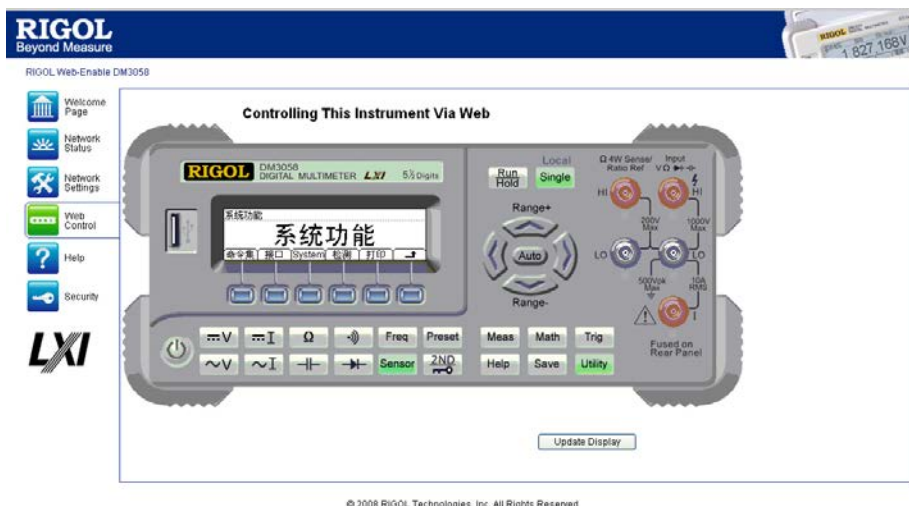 RIGOL
Beyond Measure
RIGOL Web-Enable DM3058
Welcome Page
Network Status
Network Settings
Web Control
Help
Security
LXI
Controlling This Instrument Via Web
RIGOL DM3058
DIGITAL MULTIMETER LXI 5½ Digits
系统功能
系统功能
命令集 接口 System 检测 打印
Local
Run Hold
Single
Range+
Auto
Range-
Ω 4W Sense/ Ratio Ref
Input
VΩ
HI
HI
200V Max
1000V Max
LO
LO
500Vpk Max
10A RMS
I
Fused on Rear Panel
V I Ω Freq Preset Meas Math Trig
~V ~I Sensor 2ND Help Save Utility
Update Display
© 2008 RIGOL Technologies, Inc. All Rights Reserved.